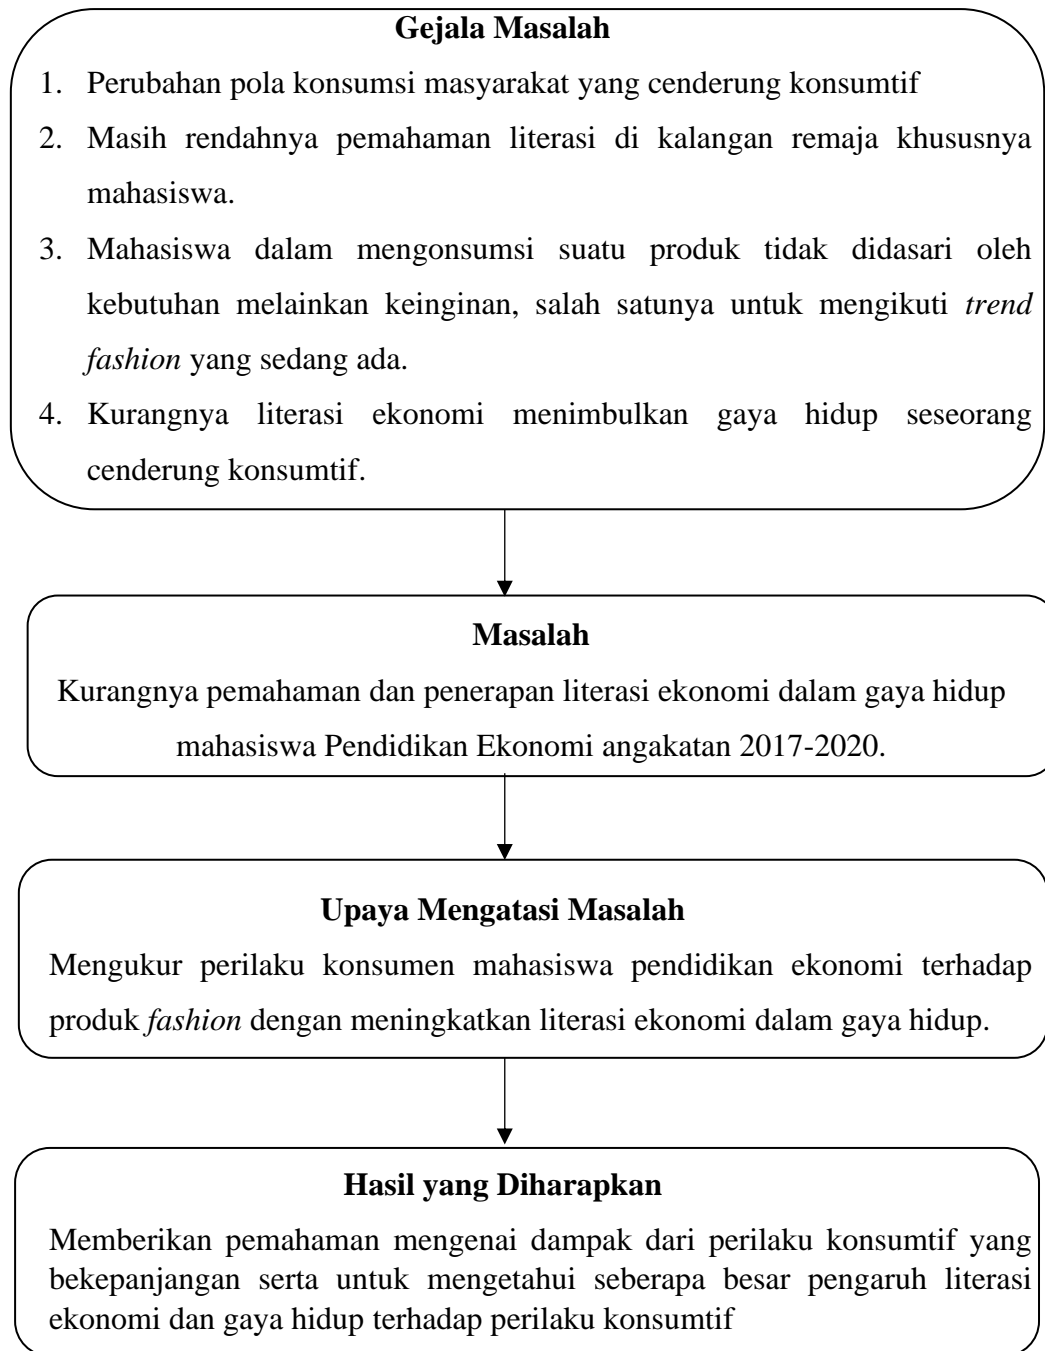 Gejala Masalah
1. Perubahan pola konsumsi masyarakat yang cenderung konsumtif
2. Masih rendahnya pemahaman literasi di kalangan remaja khususnya
mahasiswa.
3. Mahasiswa dalam mengonsumsi suatu produk tidak didasari oleh
kebutuhan melainkan keinginan, salah satunya untuk mengikuti trend
fashion yang sedang ada.
4. Kurangnya literasi ekonomi menimbulkan gaya hidup seseorang
cenderung konsumtif.
Masalah
Kurangnya pemahaman dan penerapan literasi ekonomi dalam gaya hidup
mahasiswa Pendidikan Ekonomi angakatan 2017-2020.
Upaya Mengatasi Masalah
Mengukur perilaku konsumen mahasiswa pendidikan ekonomi terhadap
produk fashion dengan meningkatkan literasi ekonomi dalam gaya hidup.
Hasil yang Diharapkan
Memberikan pemahaman mengenai dampak dari perilaku konsumtif yang
bekepanjangan serta untuk mengetahui seberapa besar pengaruh literasi
ekonomi dan gaya hidup terhadap perilaku konsumtif